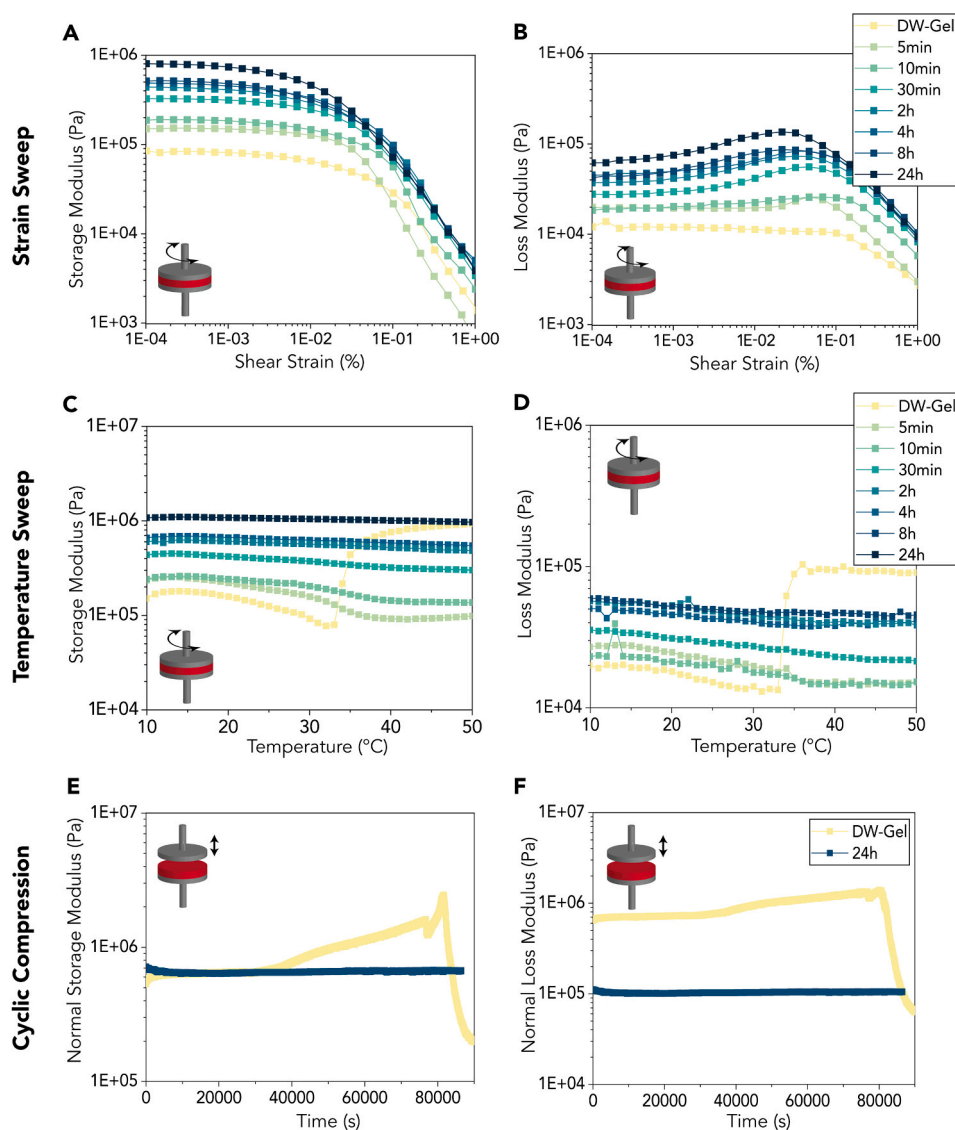 Strain Sweep
A
Storage Modulus (Pa)
1E+06
1E+05
1E+04
1E+03
1E-04
1E-03
1E-02
1E-01
1E+00
Shear Strain (%)
B
Loss Modulus (Pa)
1E+06
1E+05
1E+04
1E+03
1E-04
1E-03
1E-02
1E-01
1E+00
Shear Strain (%)
DW-Gel
5min
10min
30min
2h
4h
8h
24h
Temperature Sweep
C
Storage Modulus (Pa)
1E+07
1E+06
1E+05
1E+04
10
20
30
40
50
Temperature (°C)
D
Loss Modulus (Pa)
1E+06
1E+05
1E+04
10
20
30
40
50
Temperature (°C)
DW-Gel
5min
10min
30min
2h
4h
8h
24h
Cyclic Compression
E
Normal Storage Modulus (Pa)
1E+07
1E+06
1E+05
0
20000
40000
60000
80000
Time (s)
F
Normal Loss Modulus (Pa)
1E+07
1E+06
1E+05
1E+04
0
20000
40000
60000
80000
Time (s)
DW-Gel
24h